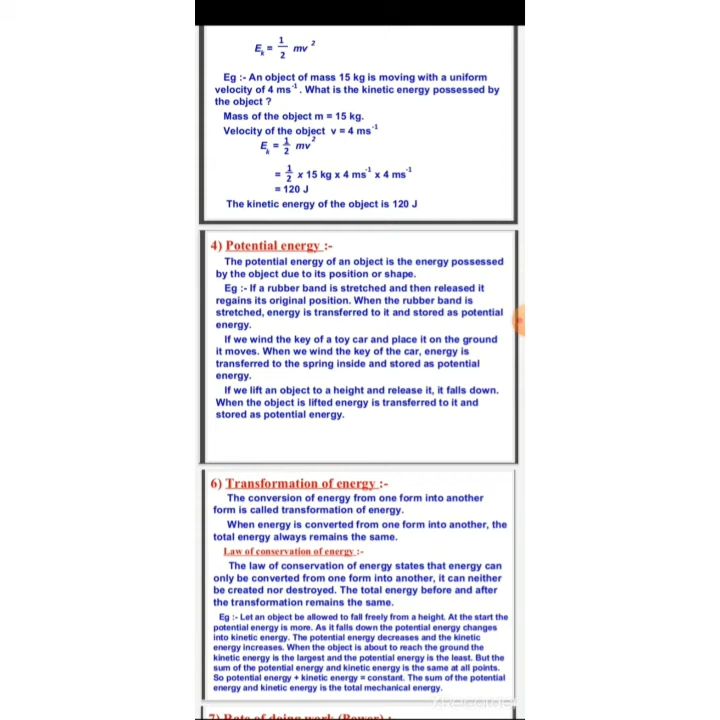 Eₖ = 1/2 mv²
Eg :- An object of mass 15 kg is moving with a uniform
velocity of 4 ms⁻¹. What is the kinetic energy possessed by
the object ?
Mass of the object m = 15 kg.
Velocity of the object v = 4 ms⁻¹
Eₖ = 1/2 mv²
= 1/2 x 15 kg x 4 ms⁻¹ x 4 ms⁻¹
= 120 J
The kinetic energy of the object is 120 J
4) Potential energy :-
The potential energy of an object is the energy possessed
by the object due to its position or shape.
Eg :- If a rubber band is stretched and then released it
regains its original position. When the rubber band is
stretched, energy is transferred to it and stored as potential
energy.
If we wind the key of a toy car and place it on the ground
it moves. When we wind the key of the car, energy is
transferred to the spring inside and stored as potential
energy.
If we lift an object to a height and release it, it falls down.
When the object is lifted energy is transferred to it and
stored as potential energy.
6) Transformation of energy :-
The conversion of energy from one form into another
form is called transformation of energy.
When energy is converted from one form into another, the
total energy always remains the same.
Law of conservation of energy :-
The law of conservation of energy states that energy can
only be converted from one form into another, it can neither
be created nor destroyed. The total energy before and after
the transformation remains the same.
Eg :- Let an object be allowed to fall freely from a height. At the start the
potential energy is more. As it falls down the potential energy changes
into kinetic energy. The potential energy decreases and the kinetic
energy increases. When the object is about to reach the ground the
kinetic energy is the largest and the potential energy is the least. But the
sum of the potential energy and kinetic energy is the same at all points.
So potential energy + kinetic energy = constant. The sum of the potential
energy and kinetic energy is the total mechanical energy.
7) Rate of doing work (Power) :-